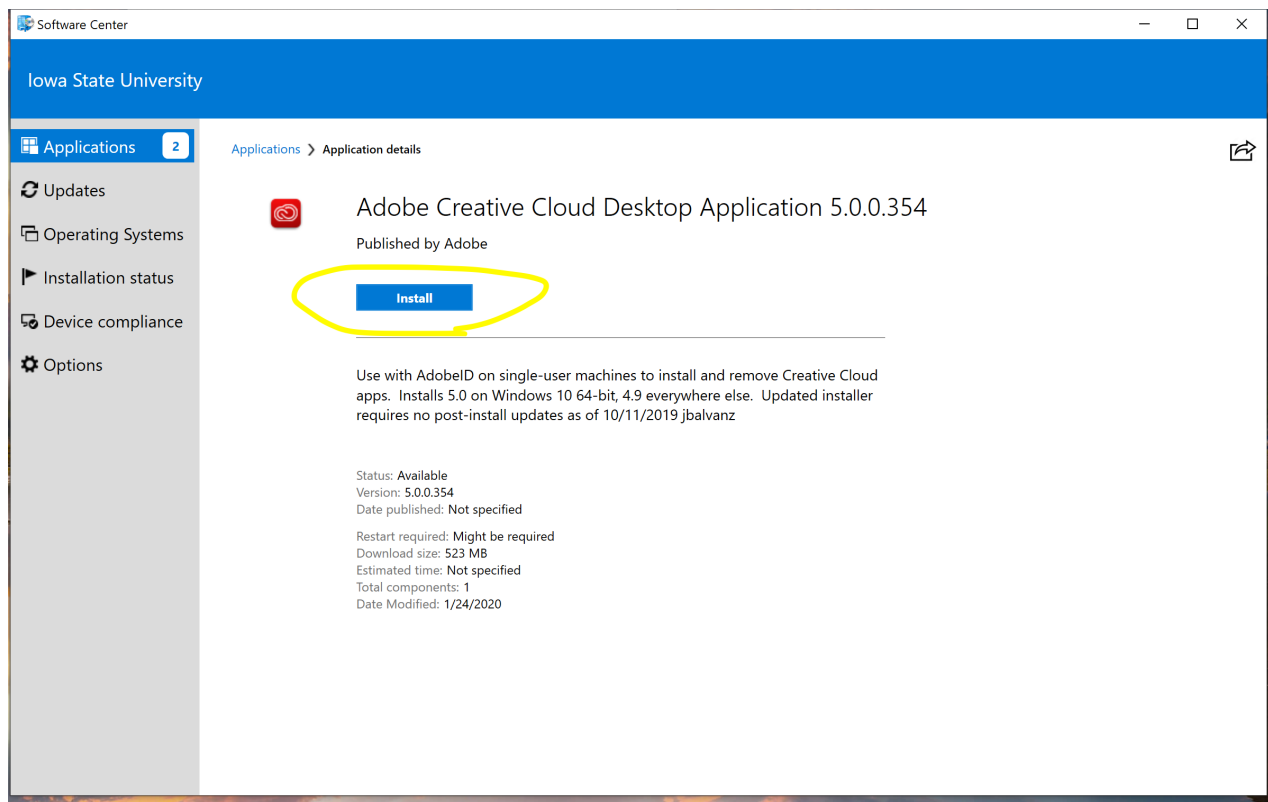 Software Center
Iowa State University
Applications 2
Updates
Operating Systems
Installation status
Device compliance
Options
Applications ❯ Application details
Adobe Creative Cloud Desktop Application 5.0.0.354
Published by Adobe
Install
Use with AdobeID on single-user machines to install and remove Creative Cloud
apps.  Installs 5.0 on Windows 10 64-bit, 4.9 everywhere else.  Updated installer
requires no post-install updates as of 10/11/2019 jbalvanz
Status: Available
Version: 5.0.0.354
Date published: Not specified
Restart required: Might be required
Download size: 523 MB
Estimated time: Not specified
Total components: 1
Date Modified: 1/24/2020